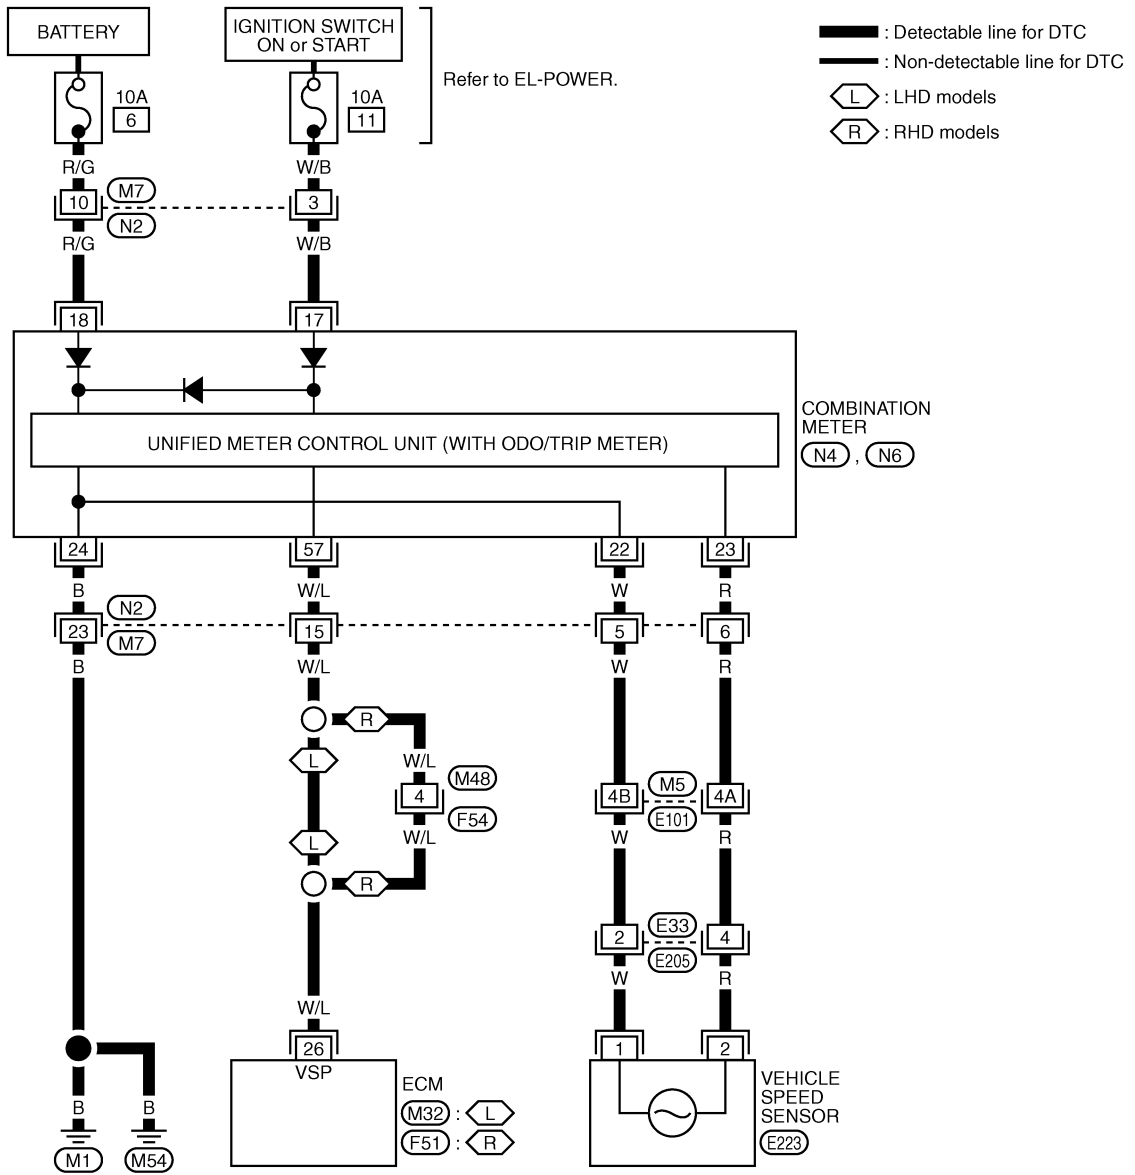 BATTERY
IGNITION SWITCH
ON or START
Refer to EL-POWER.
: Detectable line for DTC
: Non-detectable line for DTC
L : LHD models
R : RHD models
10A
6
10A
11
R/G
W/B
10
M7
N2
3
R/G
W/B
18
17
UNIFIED METER CONTROL UNIT (WITH ODO/TRIP METER)
COMBINATION
METER
N4 , N6
24
57
22
23
B
W/L
W
R
23
N2
M7
15
5
6
B
W/L
W
R
R
L
W/L
4
M48
F54
W/L
L
R
4B
M5
E101
4A
W
R
2
E33
E205
4
W
R
W/L
26
VSP
1
2
ECM
M32 : L
F51 : R
VEHICLE
SPEED
SENSOR
E223
B
B
M1
M54